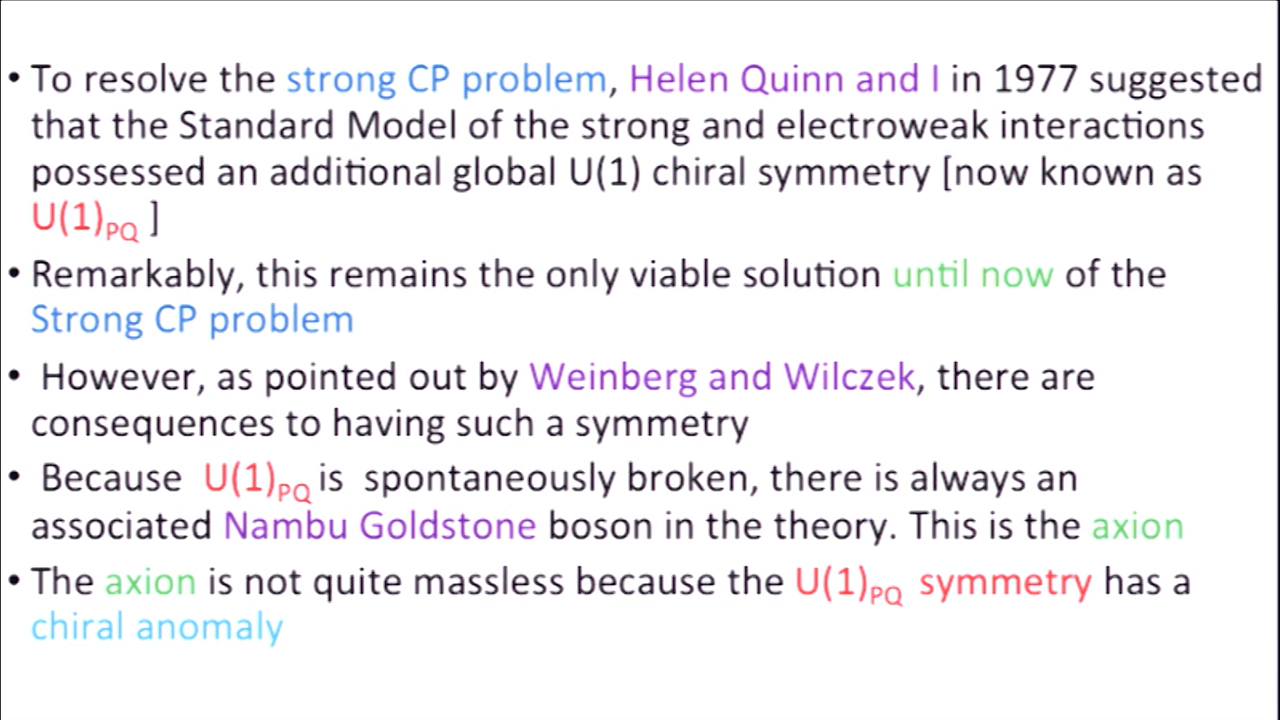 • To resolve the strong CP problem, Helen Quinn and I in 1977 suggested
that the Standard Model of the strong and electroweak interactions
possessed an additional global U(1) chiral symmetry [now known as
U(1)PQ ]
• Remarkably, this remains the only viable solution until now of the
Strong CP problem
• However, as pointed out by Weinberg and Wilczek, there are
consequences to having such a symmetry
• Because U(1)PQ is spontaneously broken, there is always an
associated Nambu Goldstone boson in the theory. This is the axion
• The axion is not quite massless because the U(1)PQ symmetry has a
chiral anomaly